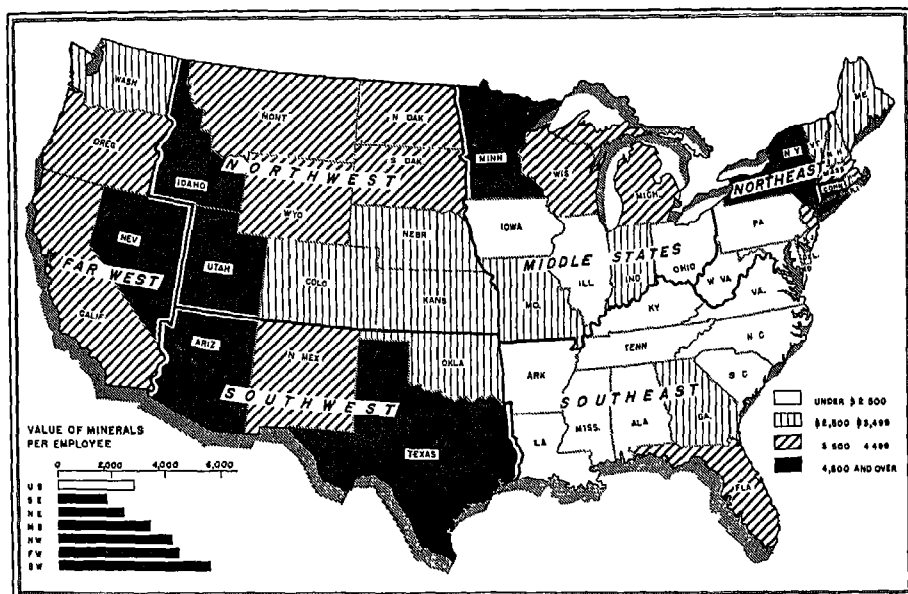 WASH
MONT
N DAK
MINN
ME
OREG
IDAHO
NORTHWEST
S DAK
WIS
MICH
N.Y.
NORTHEAST
MASS
CONN
R.I.
WYO
NEV
UTAH
NEBR
IOWA
PA
FAR WEST
CALIF
COLO
KANS
MIDDLE STATES
MO.
ILL
IND
OHIO
W VA
VA.
KY
ARIZ
N MEX
OKLA
TENN
N C
ARK
S C
SOUTHWEST
SOUTHEAST
TEXAS
LA
MISS.
ALA
GA.
FLA
UNDER $2 500
$2,500 $3,499
3 500 4 499
4,500 AND OVER
VALUE OF MINERALS
PER EMPLOYEE
0 2,000 4,000 6,000
U S
S E
N E
M S
N W
F W
S W